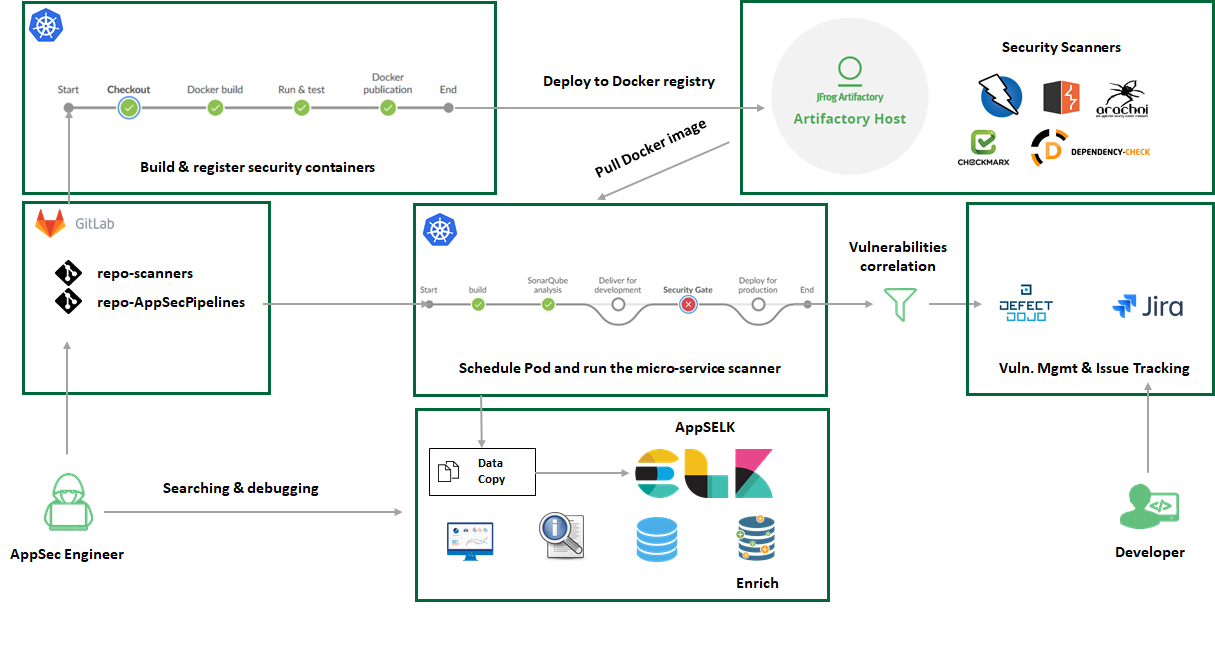 Start
Checkout
Docker build
Run & test
Docker
publication
End
Build & register security containers
Deploy to Docker registry
JFrog Artifactory
Artifactory Host
Security Scanners
arachni
CHECKMARX
D
DEPENDENCY-CHECK
Pull Docker image
GitLab
repo-scanners
repo-AppSecPipelines
Start
build
SonarQube
analysis
Deliver for
development
Security Gate
Deploy for
production
End
Schedule Pod and run the micro-service scanner
Vulnerabilities
correlation
DEFECT
DOJO
Jira
Vuln. Mgmt & Issue Tracking
AppSELK
Data
Copy
Searching & debugging
AppSec Engineer
Enrich
Developer